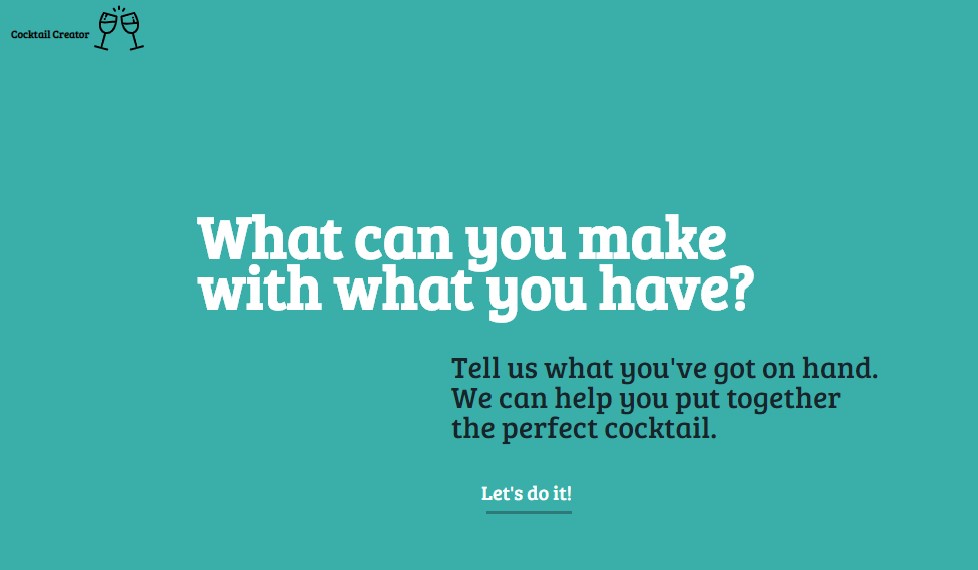 Cocktail Creator
What can you make
with what you have?
Tell us what you've got on hand.
We can help you put together
the perfect cocktail.
Let's do it!